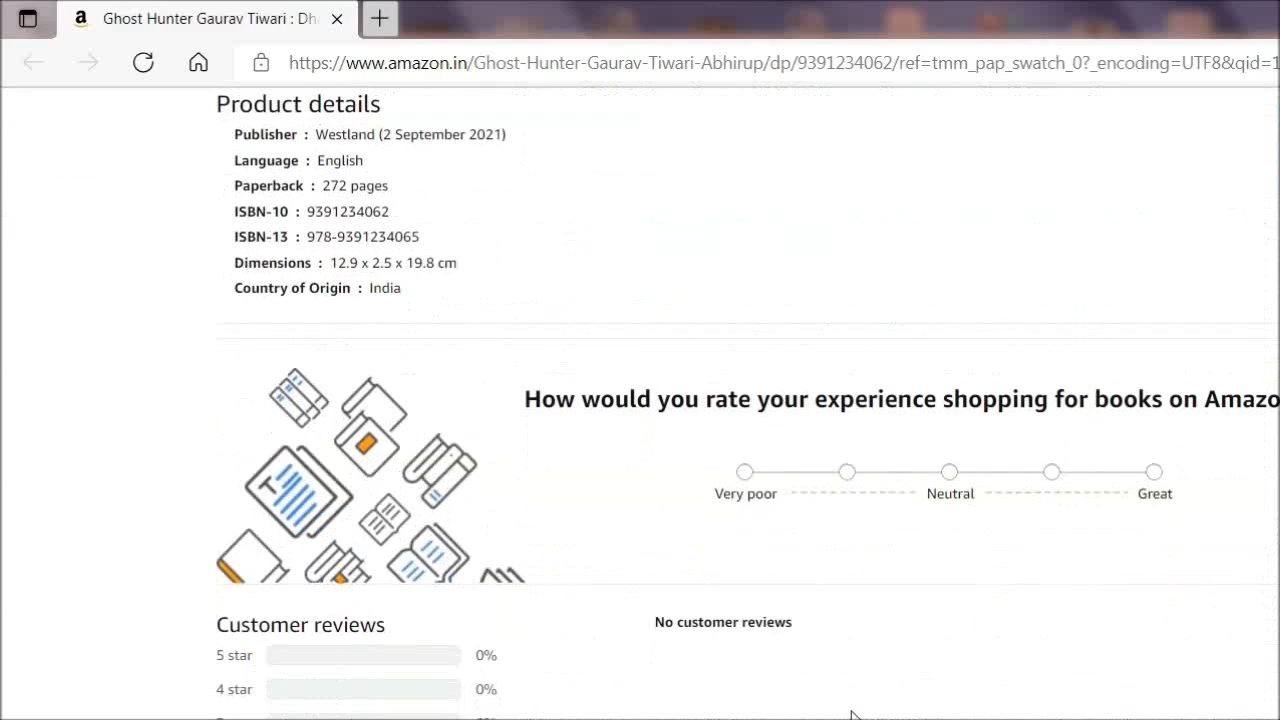 Ghost Hunter Gaurav Tiwari : Dh
https://www.amazon.in/Ghost-Hunter-Gaurav-Tiwari-Abhirup/dp/9391234062/ref=tmm_pap_swatch_0?_encoding=UTF8&qid=1
Product details
Publisher : Westland (2 September 2021)
Language : English
Paperback : 272 pages
ISBN-10 : 9391234062
ISBN-13 : 978-9391234065
Dimensions : 12.9 x 2.5 x 19.8 cm
Country of Origin : India
How would you rate your experience shopping for books on Amazo
Very poor Neutral Great
Customer reviews
No customer reviews
5 star 0%
4 star 0%